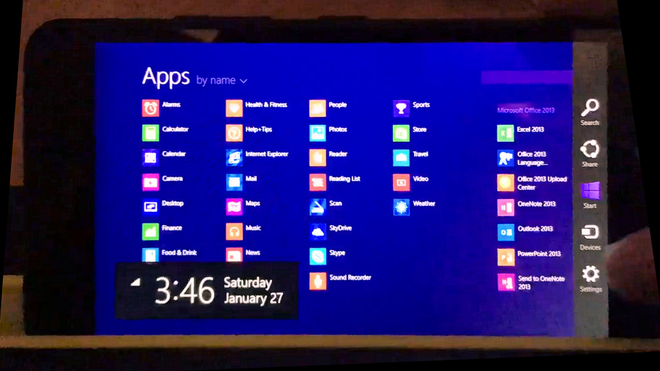 Apps by name
Alarms
Calculator
Calendar
Camera
Desktop
Finance
Food & Drink
Health & Fitness
Help+Tips
Internet Explorer
Mail
Maps
Music
News
People
Photos
Reader
Reading List
Scan
SkyDrive
Skype
Sound Recorder
Sports
Store
Travel
Video
Weather
Microsoft Office 2013
Excel 2013
Office 2013
Language...
Office 2013 Upload
Center
OneNote 2013
Outlook 2013
PowerPoint 2013
Send to OneNote
2013
Search
Share
Start
Devices
Settings
3:46
Saturday
January 27